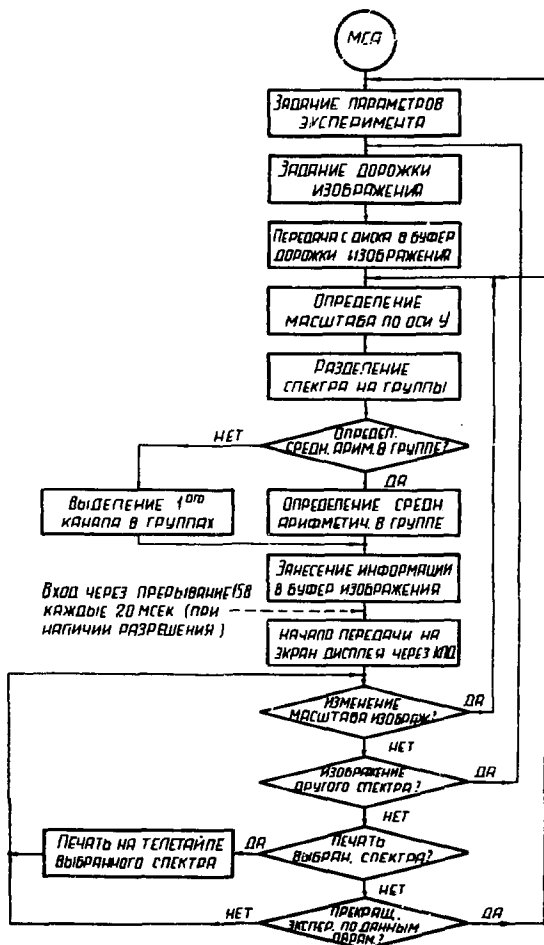 МСА
ЗАДАНИЕ ПАРАМЕТРОВ
ЭКСПЕРИМЕНТА
ЗАДАНИЕ ДОРОЖКИ
ИЗОБРАЖЕНИЯ
ПЕРЕДАЧА С ДИСКА В БУФЕР
ДОРОЖКИ ИЗОБРАЖЕНИЯ
ОПРЕДЕЛЕНИЕ
МАСШТАБА ПО ОСИ У
РАЗДЕЛЕНИЕ
СПЕКТРА НА ГРУППЫ
НЕТ
ОПРЕДЕЛ.
СРЕДН. АРИМ. В ГРУППЕ?
ДА
ВЫДЕЛЕНИЕ 1ого
КАНАЛА В ГРУППАХ
ОПРЕДЕЛЕНИЕ СРЕДН
АРИФМЕТИЧ. В ГРУППЕ
ЗАНЕСЕНИЕ ИНФОРМАЦИИ
В БУФЕР ИЗОБРАЖЕНИЯ
ВХОД ЧЕРЕЗ ПРЕРЫВАНИЕ
КАЖДЫЕ 20 МСЕК (ПРИ
НАЛИЧИИ РАЗРЕШЕНИЯ)
НАЧАЛО ПЕРЕДАЧИ НА
ЭКРАН ДИСПЛЕЯ ЧЕРЕЗ КПД
ИЗМЕНЕНИЕ
МАСШТАБА ИЗОБРАЖ?
ДА
НЕТ
ИЗОБРАЖЕНИЕ
ДРУГОГО СПЕКТРА?
ДА
НЕТ
ПЕЧАТЬ НА ТЕЛЕТАЙПЕ
ВЫБРАННОГО СПЕКТРА
ДА
ПЕЧАТЬ
ВЫБРАН. СПЕКТРА?
НЕТ
НЕТ
ПРЕКРАЩ.
ЭКСПЕР. ПО ДАННЫМ
ПАРАМ.?
ДА